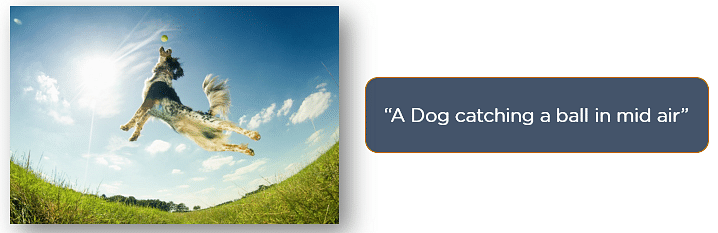 “A Dog catching a ball in mid air”